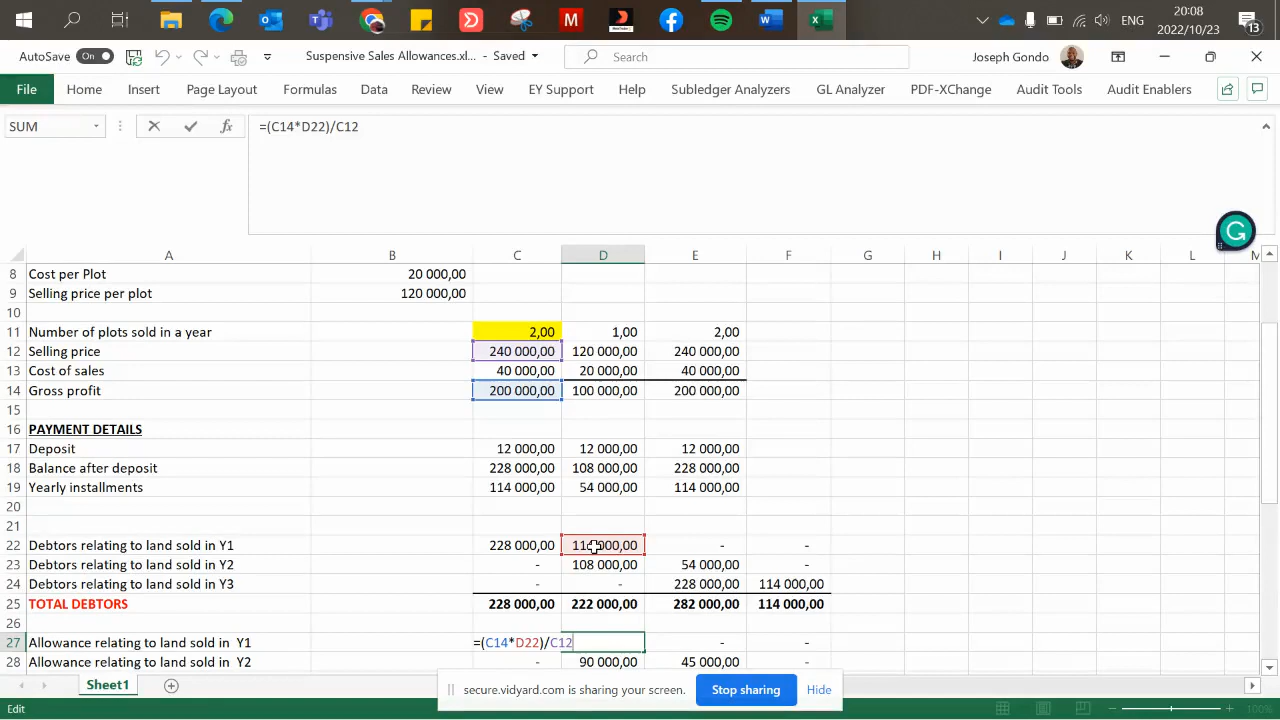 20:08
ENG
2022/10/23
13
AutoSave On
Suspensive Sales Allowances.xl... - Saved
Search
Joseph Gondo
File Home Insert Page Layout Formulas Data Review View EY Support Help Subledger Analyzers GL Analyzer PDF-XChange Audit Tools Audit Enablers
SUM fx =(C14*D22)/C12
A B C D E F G H I J K L M
8 Cost per Plot 20 000,00
9 Selling price per plot 120 000,00
10
11 Number of plots sold in a year 2,00 1,00 2,00
12 Selling price 240 000,00 120 000,00 240 000,00
13 Cost of sales 40 000,00 20 000,00 40 000,00
14 Gross profit 200 000,00 100 000,00 200 000,00
15
16 PAYMENT DETAILS
17 Deposit 12 000,00 12 000,00 12 000,00
18 Balance after deposit 228 000,00 108 000,00 228 000,00
19 Yearly installments 114 000,00 54 000,00 114 000,00
20
21
22 Debtors relating to land sold in Y1 228 000,00 - -
23 Debtors relating to land sold in Y2 - 108 000,00 54 000,00 -
24 Debtors relating to land sold in Y3 - - 228 000,00 114 000,00
25 TOTAL DEBTORS 228 000,00 222 000,00 282 000,00 114 000,00
26
27 Allowance relating to land sold in Y1 =(C14*D22)/C12 - -
28 Allowance relating to land sold in Y2 - 90 000,00 45 000,00 -
Sheet1
secure.vidyard.com is sharing your screen. Stop sharing Hide
Edit
100%